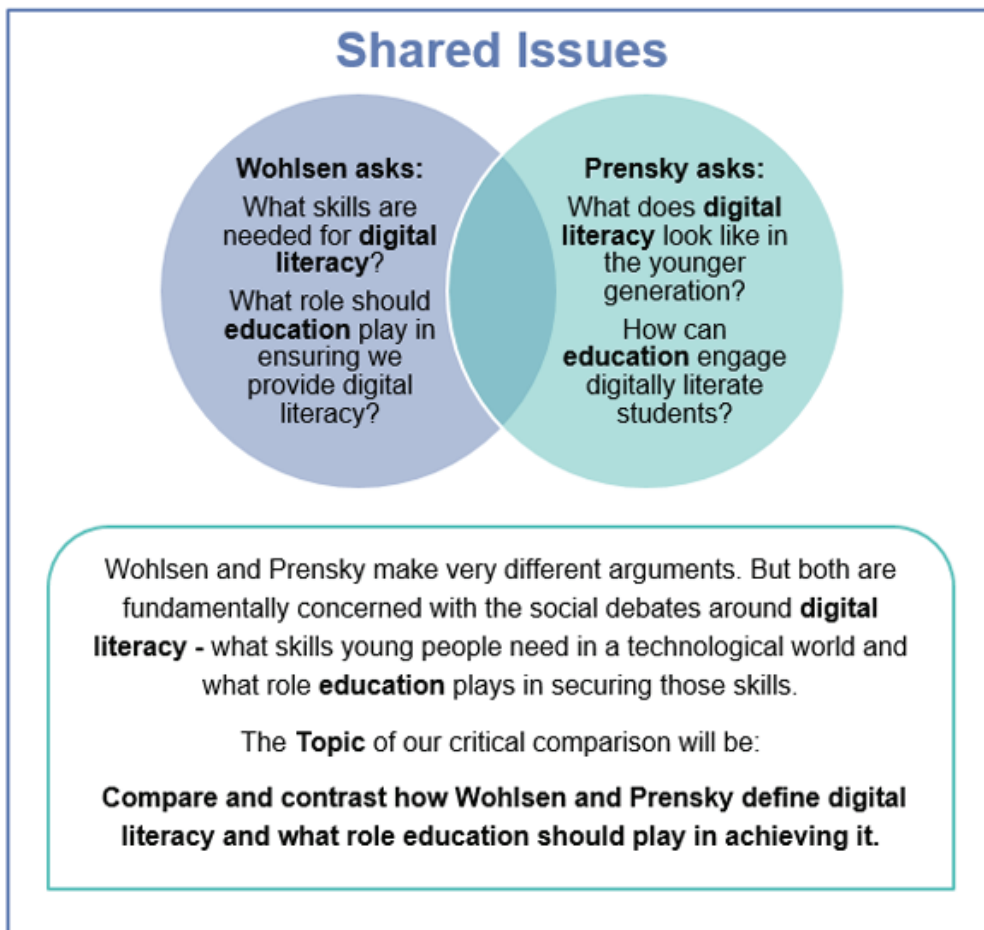 Shared Issues
Wohlsen asks:
What skills are
needed for digital
literacy?
What role should
education play in
ensuring we
provide digital
literacy?
Prensky asks:
What does digital
literacy look like in
the younger
generation?
How can
education engage
digitally literate
students?
Wohlsen and Prensky make very different arguments. But both are
fundamentally concerned with the social debates around digital
literacy - what skills young people need in a technological world and
what role education plays in securing those skills.
The Topic of our critical comparison will be:
Compare and contrast how Wohlsen and Prensky define digital
literacy and what role education should play in achieving it.